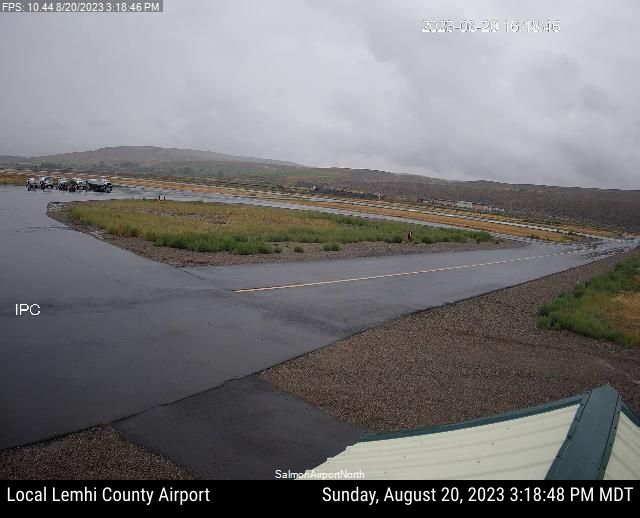 FPS: 10.44 8/20/2023 3:18:46 PM
2023-08-20 16:18:46
IPC
SalmonAirportNorth
Local Lemhi County Airport
Sunday, August 20, 2023 3:18:48 PM MDT